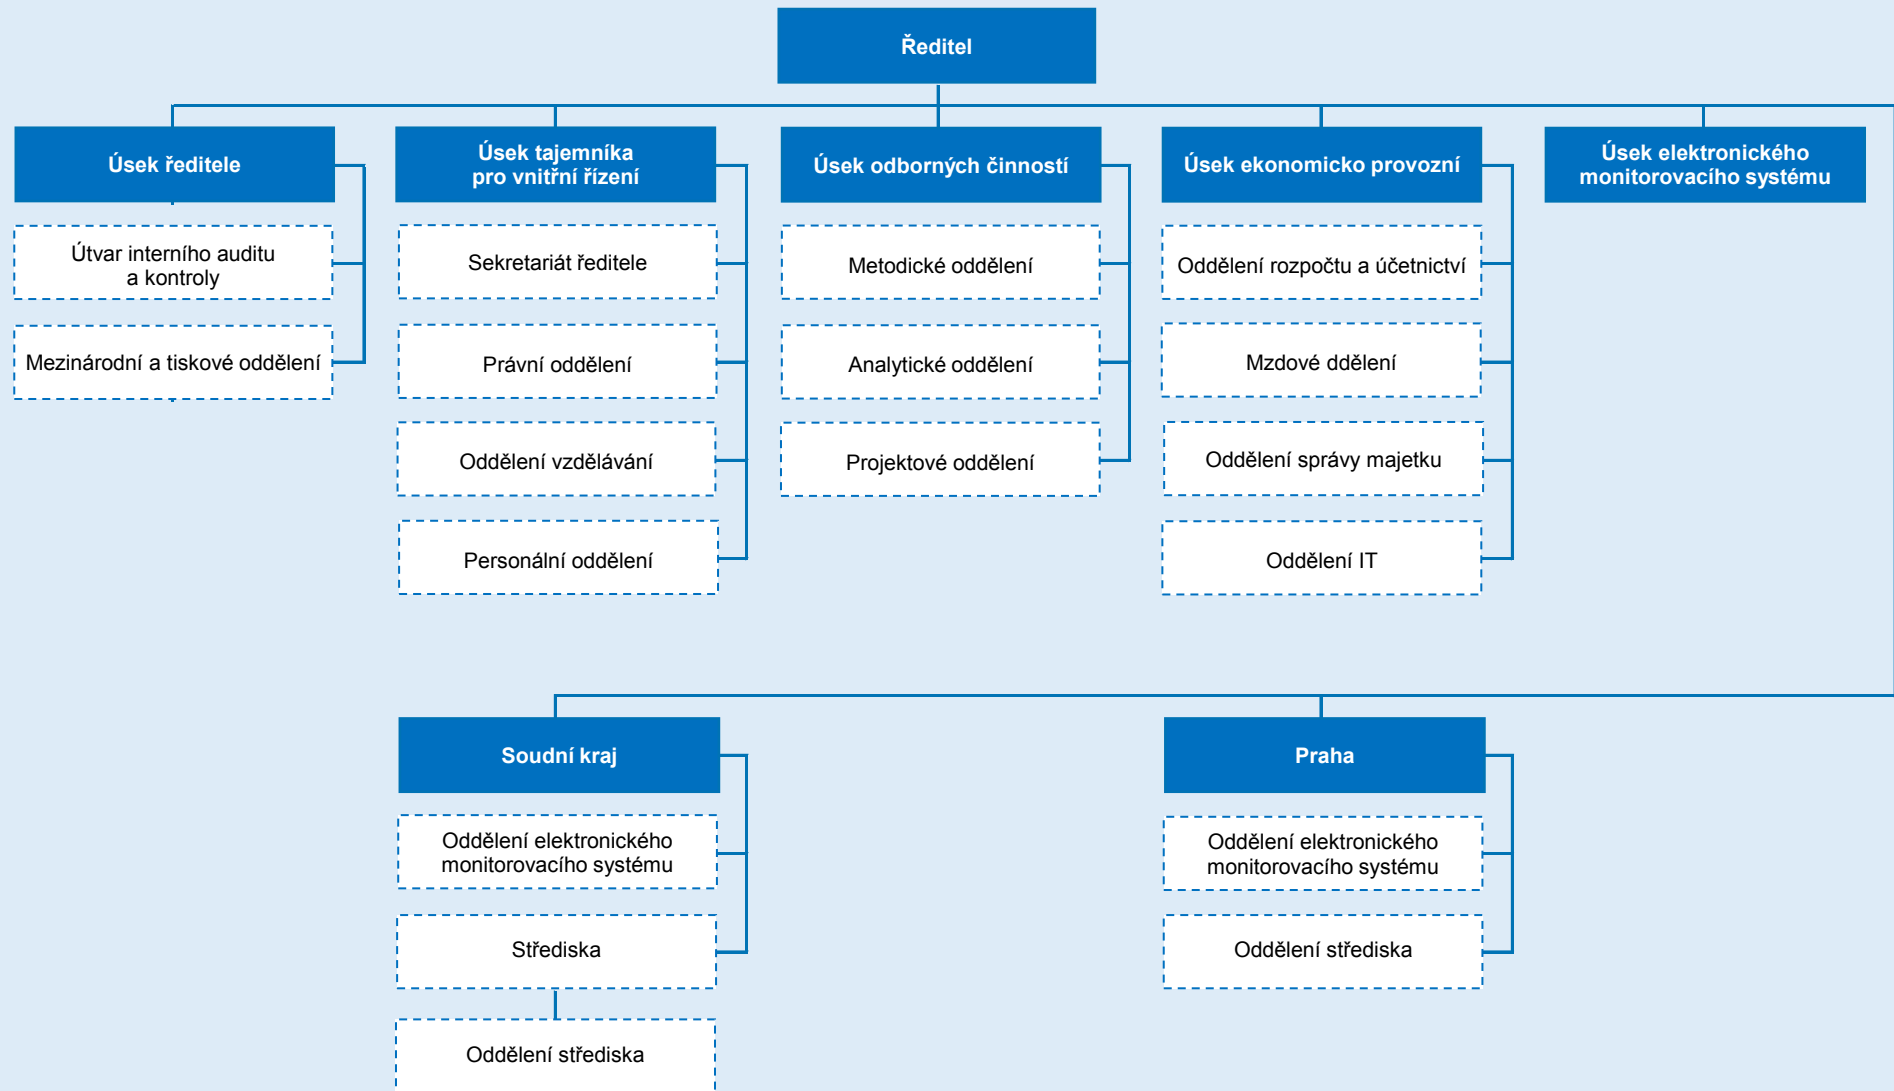 Ředitel
Úsek ředitele
Úsek tajemníka
pro vnitřní řízení
Úsek odborných činností
Úsek ekonomicko provozní
Úsek elektronického
monitorovacího systému
Útvar interního auditu
a kontroly
Sekretariát ředitele
Metodické oddělení
Oddělení rozpočtu a účetnictví
Mezinárodní a tiskové oddělení
Právní oddělení
Analytické oddělení
Mzdové ddělení
Oddělení vzdělávání
Projektové oddělení
Oddělení správy majetku
Personální oddělení
Oddělení IT
Soudní kraj
Praha
Oddělení elektronického
monitorovacího systému
Oddělení elektronického
monitorovacího systému
Střediska
Oddělení střediska
Oddělení střediska